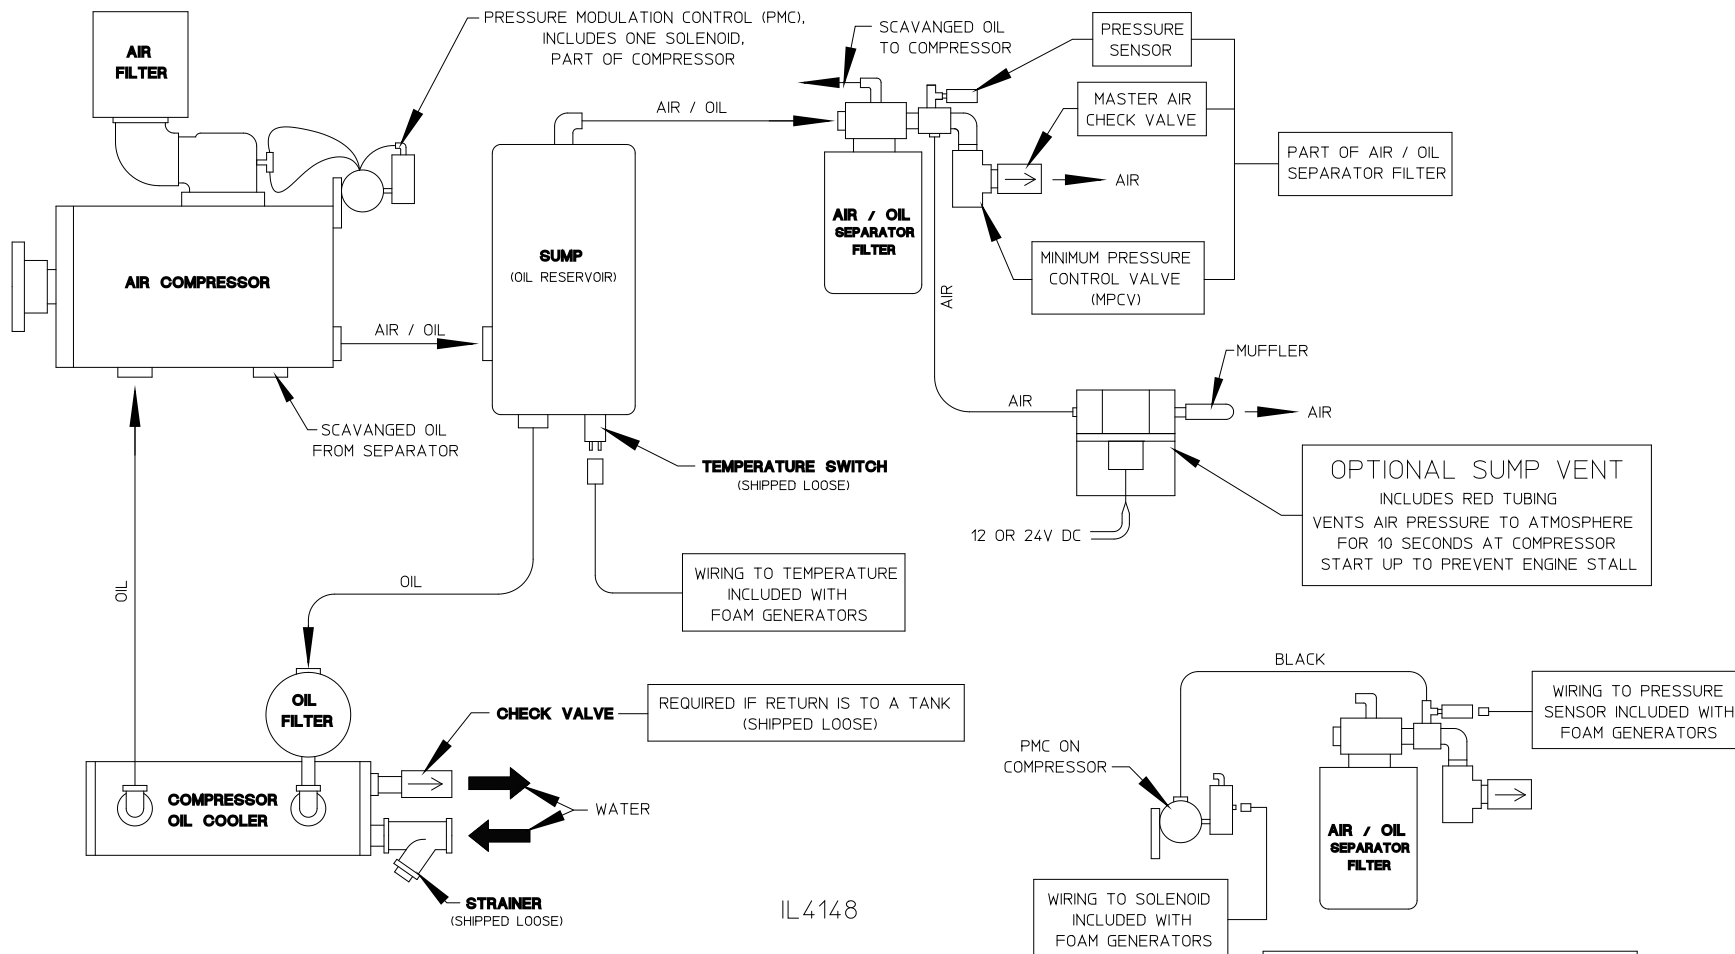 PRESSURE MODULATION CONTROL (PMC),
INCLUDES ONE SOLENOID,
PART OF COMPRESSOR
AIR
FILTER
AIR COMPRESSOR
AIR / OIL
SCAVANGED OIL
FROM SEPARATOR
SUMP
(OIL RESERVOIR)
AIR / OIL
SCAVANGED OIL
TO COMPRESSOR
PRESSURE
SENSOR
MASTER AIR
CHECK VALVE
PART OF AIR / OIL
SEPARATOR FILTER
AIR
AIR / OIL
SEPARATOR
FILTER
MINIMUM PRESSURE
CONTROL VALVE
(MPCV)
AIR
MUFFLER
AIR
AIR
TEMPERATURE SWITCH
(SHIPPED LOOSE)
OPTIONAL SUMP VENT
INCLUDES RED TUBING
VENTS AIR PRESSURE TO ATMOSPHERE
FOR 10 SECONDS AT COMPRESSOR
START UP TO PREVENT ENGINE STALL
12 OR 24V DC
WIRING TO TEMPERATURE
INCLUDED WITH
FOAM GENERATORS
OIL
OIL
OIL
FILTER
CHECK VALVE
REQUIRED IF RETURN IS TO A TANK
(SHIPPED LOOSE)
COMPRESSOR
OIL COOLER
WATER
STRAINER
(SHIPPED LOOSE)
IL4148
BLACK
WIRING TO PRESSURE
SENSOR INCLUDED WITH
FOAM GENERATORS
PMC ON
COMPRESSOR
AIR / OIL
SEPARATOR
FILTER
WIRING TO SOLENOID
INCLUDED WITH
FOAM GENERATORS